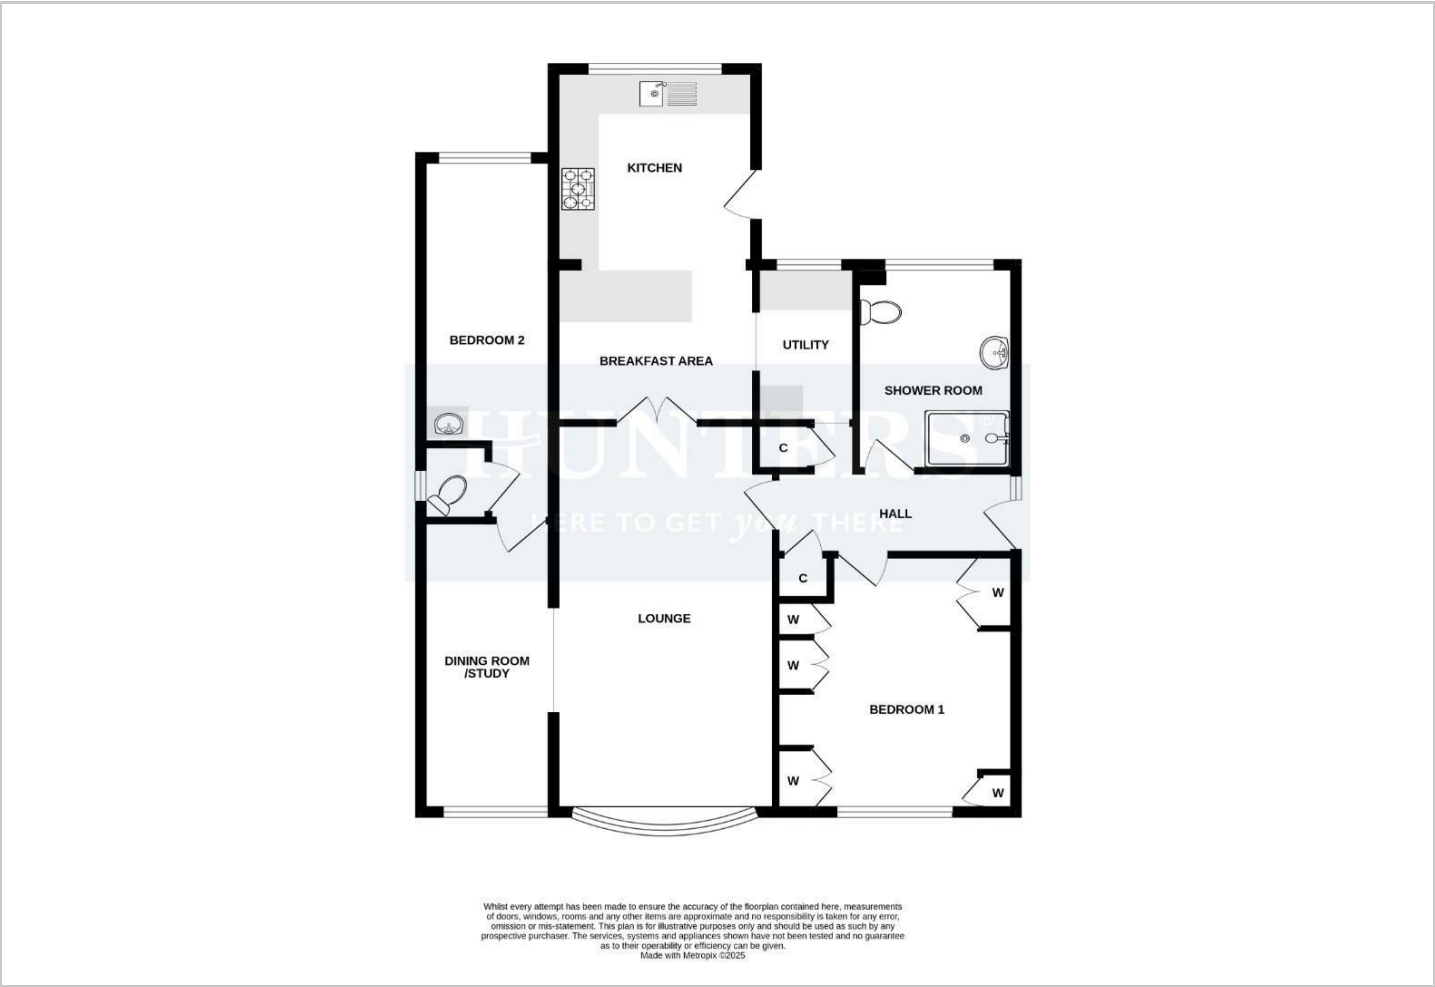 KITCHEN
BEDROOM 2
BREAKFAST AREA
UTILITY
SHOWER ROOM
C
HALL
C
LOUNGE
DINING ROOM
/STUDY
BEDROOM 1
W
W
W
W
W
HUNTERS®
HERE TO GET you THERE
Whilst every attempt has been made to ensure the accuracy of the floorplan contained here, measurements
of doors, windows, rooms and any other items are approximate and no responsibility is taken for any error,
omission or mis-statement. This plan is for illustrative purposes only and should be used as such by any
prospective purchaser. The services, systems and appliances shown have not been tested and no guarantee
as to their operability or efficiency can be given.
Made with Metropix ©2025